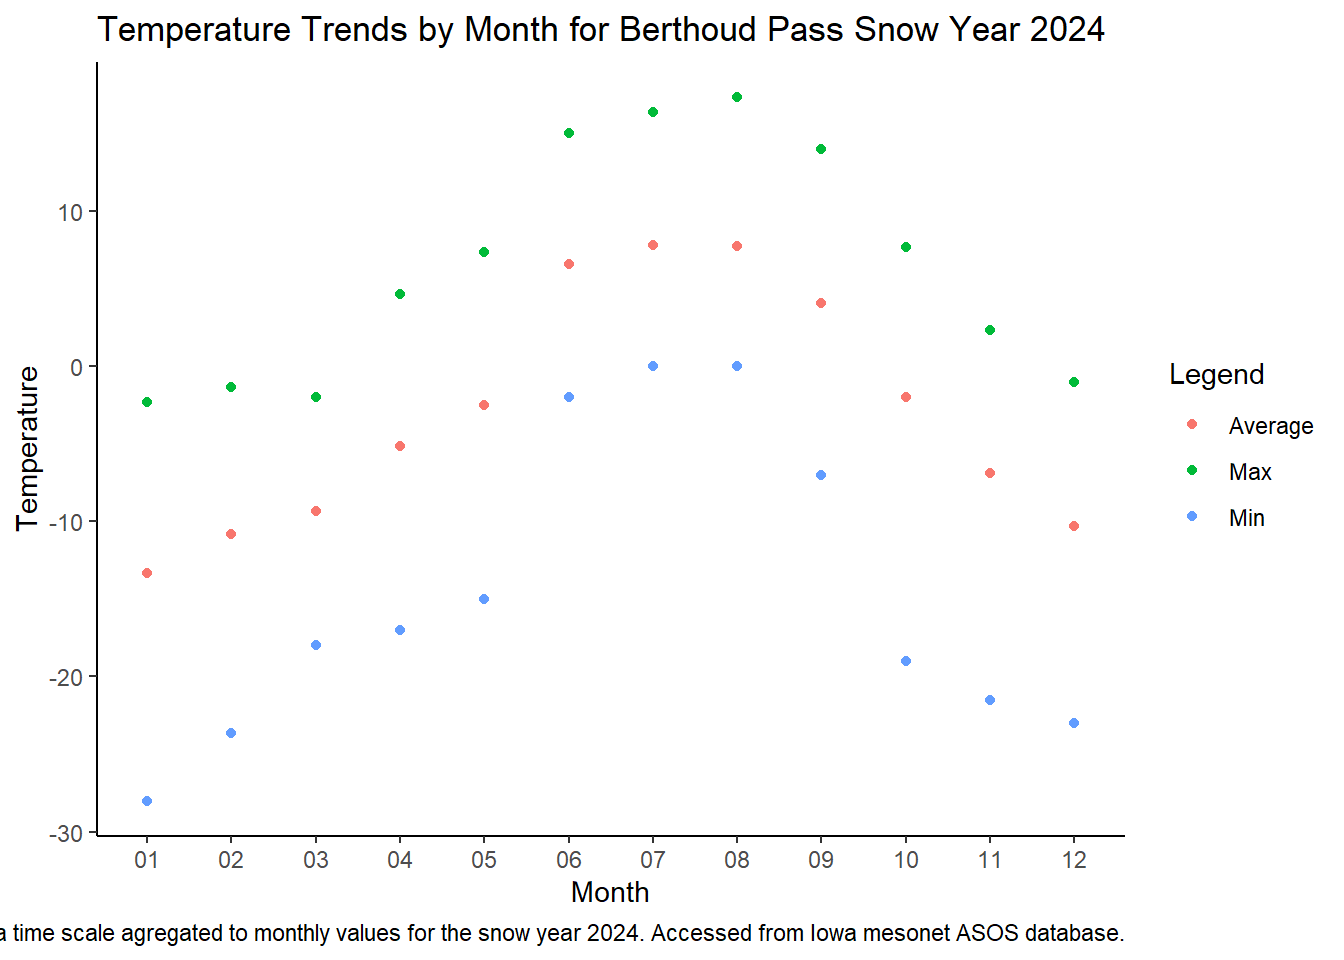 Temperature Trends by Month for Berthoud Pass Snow Year 2024
Temperature
10
0
-10
-20
-30
01 02 03 04 05 06 07 08 09 10 11 12
Month
Legend
Average
Max
Min
time scale agregated to monthly values for the snow year 2024. Accessed from Iowa mesonet ASOS database.